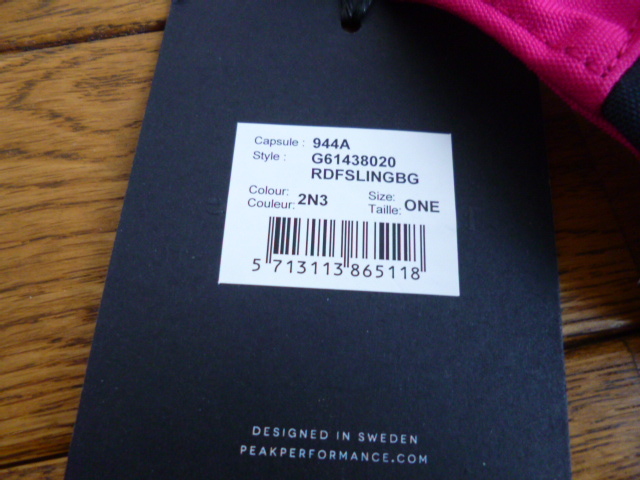 Capsule : 944A
Style : G61438020
RDFSLINGBG
Colour: Size:
Couleur: 2N3 Taille: ONE
5 713113 865118
DESIGNED IN SWEDEN
PEAKPERFORMANCE.COM